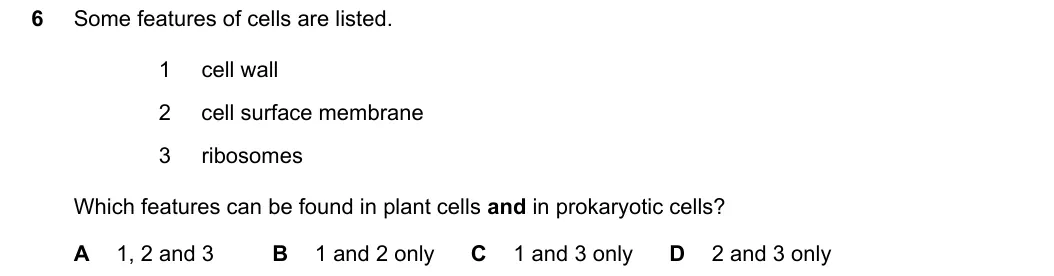 6 Some features of cells are listed.
1 cell wall
2 cell surface membrane
3 ribosomes
Which features can be found in plant cells and in prokaryotic cells?
A 1, 2 and 3 B 1 and 2 only C 1 and 3 only D 2 and 3 only